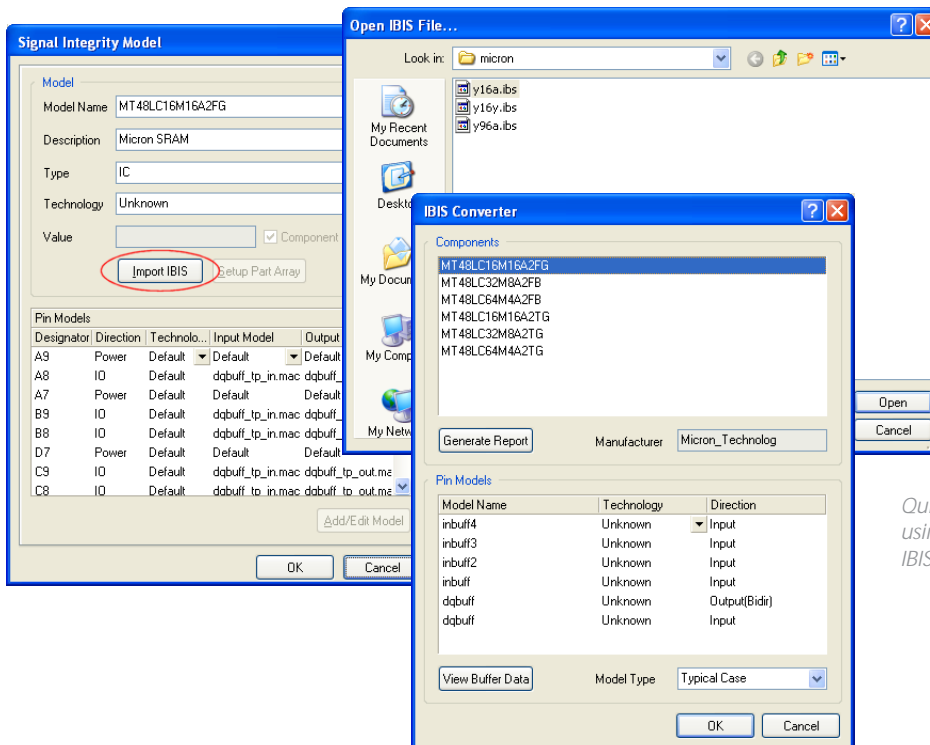 Signal Integrity Model
Model
Model Name MT48LC16M16A2FG
Description Micron SRAM
Type IC
Technology Unknown
Value Component
Import IBIS Setup Part Array
Pin Models
Designator Direction Technolo... Input Model Output
A9 Power Default Default Default
A8 IO Default dqbuff_tp_in.mac dqbuff_
A7 Power Default Default Default
B9 IO Default dqbuff_tp_in.mac dqbuff_
B8 IO Default dqbuff_tp_in.mac dqbuff_
D7 Power Default Default Default
C9 IO Default dqbuff_tp_in.mac dqbuff_tp_out.ma
C8 IO Default dqbuff_tp_in.mac dqbuff_tp_out.ma
Add/Edit Model
OK Cancel
Open IBIS File...
Look in: micron
My Recent
Documents
Deskto
My Docum
My Comp
My Netw
y16a.ibs
y16y.ibs
y96a.ibs
Open
Cancel
IBIS Converter
Components
MT48LC16M16A2FG
MT48LC32M8A2FB
MT48LC64M4A2FB
MT48LC16M16A2TG
MT48LC32M8A2TG
MT48LC64M4A2TG
Generate Report Manufacturer Micron_Technolog
Pin Models
Model Name Technology Direction
inbuff4 Unknown Input
inbuff3 Unknown Input
inbuff2 Unknown Input
inbuff Unknown Input
dqbuff Unknown Output(Bidir)
dqbuff Unknown Input
View Buffer Data Model Type Typical Case
OK Cancel
Qui
usin
IBIS